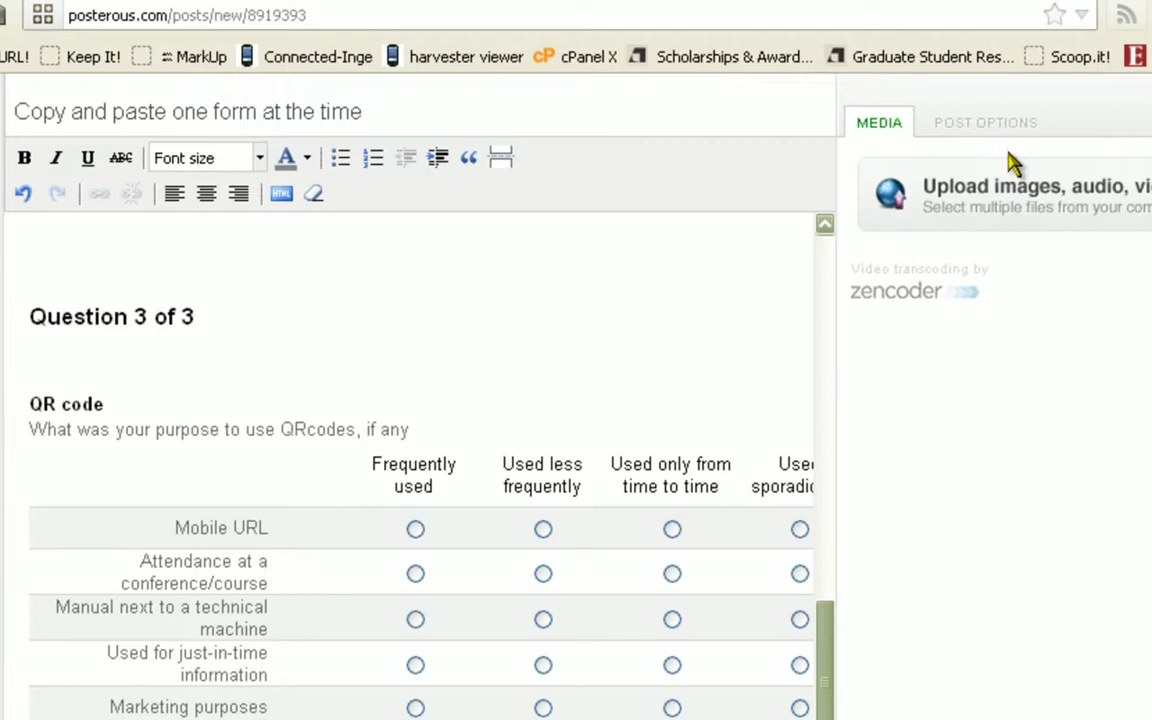 posterous.com/posts/new/8919393
URL! Keep It! MarkUp Connected-Inge harvester viewer cPanel X Scholarships & Award... Graduate Student Res... Scoop.it!
Copy and paste one form at the time
MEDIA POST OPTIONS
B I U ABC Font size A
Upload images, audio, vi
Select multiple files from your com
HTML
Video transcoding by
zencoder
Question 3 of 3
QR code
What was your purpose to use QRcodes, if any
Frequently used
Used less frequently
Used only from time to time
Used sporadic
Mobile URL
Attendance at a
conference/course
Manual next to a technical
machine
Used for just-in-time
information
Marketing purposes